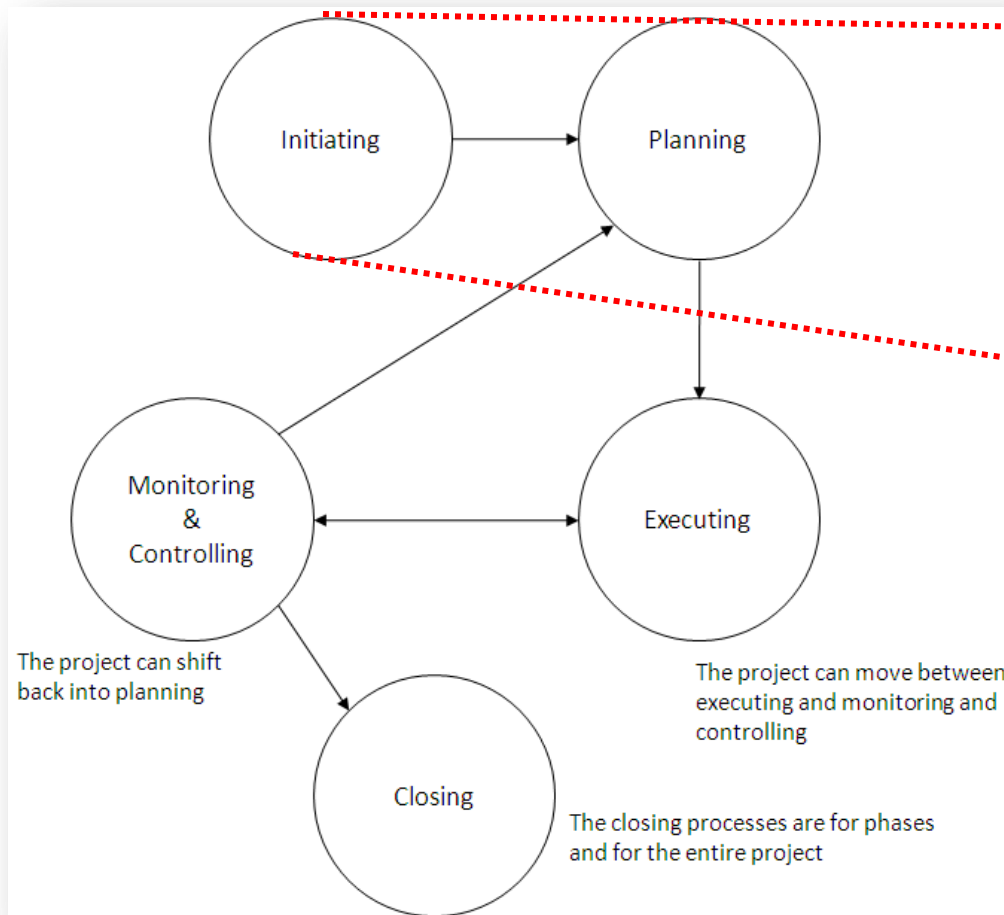 Initiating
Planning
Monitoring
&
Controlling
Executing
The project can shift
back into planning
The project can move between
executing and monitoring and
controlling
Closing
The closing processes are for phases
and for the entire project